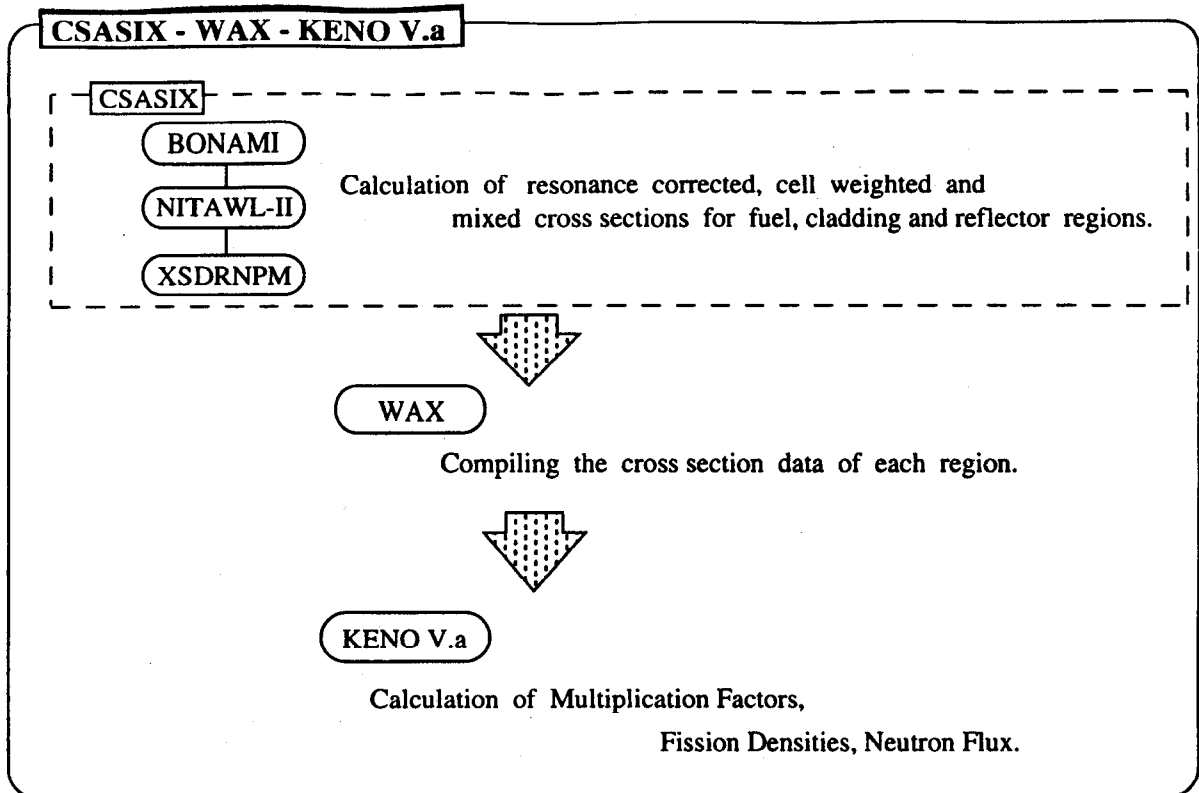 CSASIX - WAX - KENO V.a
CSASIX
BONAMI
NITAWL-II
XSDRNPM
Calculation of resonance corrected, cell weighted and
mixed cross sections for fuel, cladding and reflector regions.
WAX
Compiling the cross section data of each region.
KENO V.a
Calculation of Multiplication Factors,
Fission Densities, Neutron Flux.